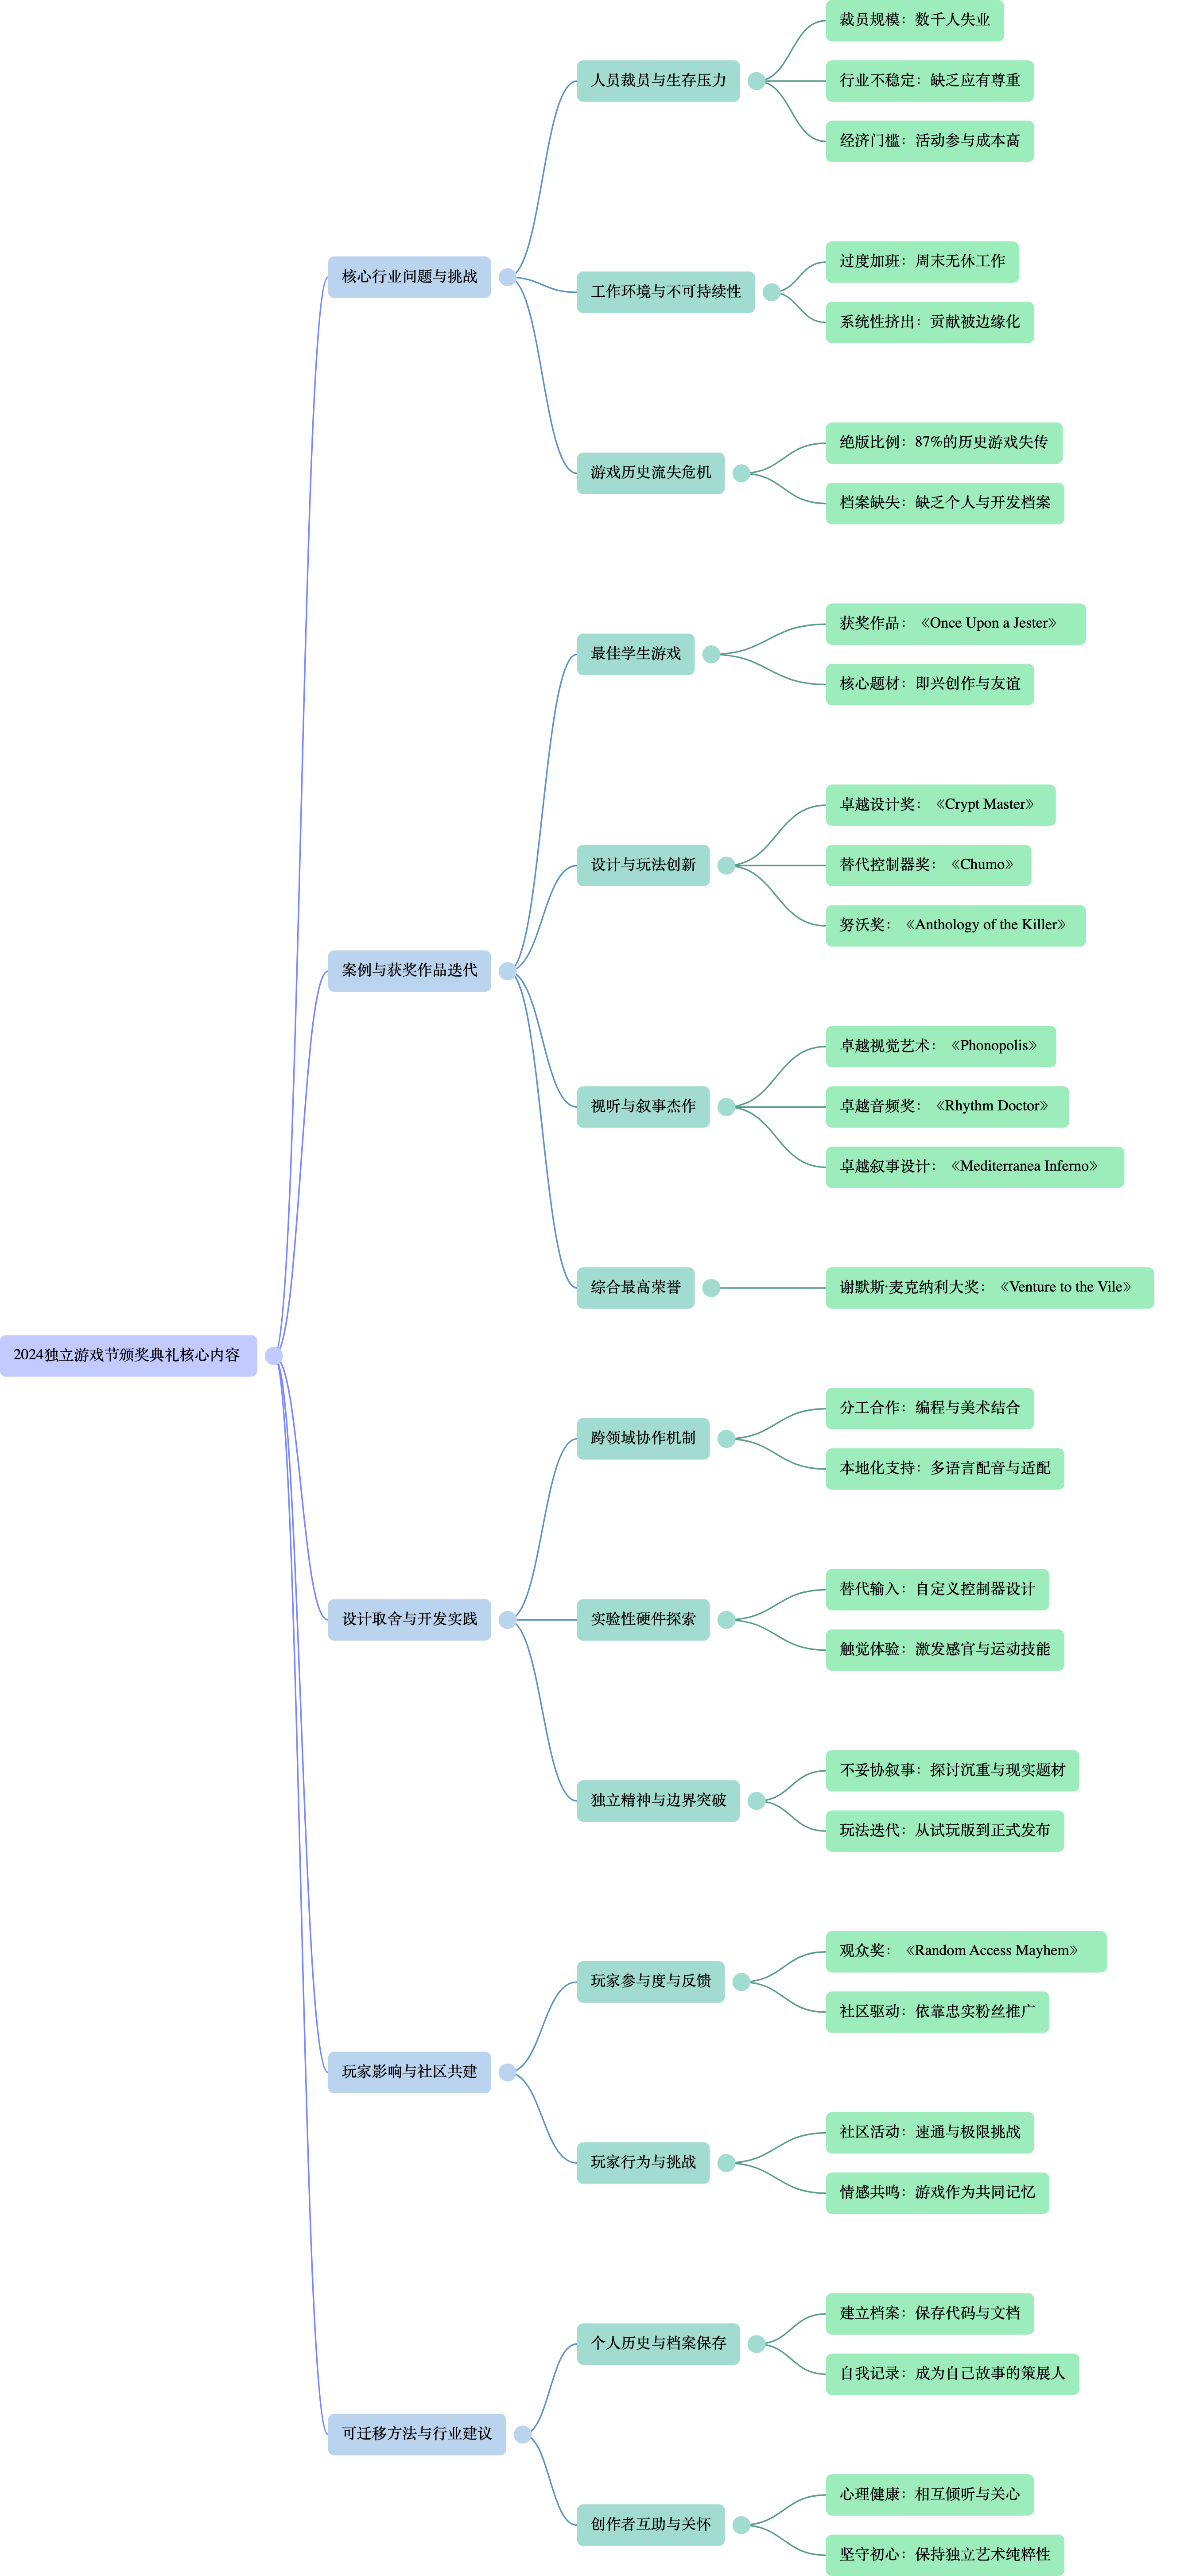 2024独立游戏节颁奖典礼核心内容
核心行业问题与挑战
人员裁员与生存压力
裁员规模：数千人失业
行业不稳定：缺乏应有尊重
经济门槛：活动参与成本高
工作环境与不可持续性
过度加班：周末无休工作
系统性挤出：贡献被边缘化
游戏历史流失危机
绝版比例：87%的历史游戏失传
档案缺失：缺乏个人与开发档案
案例与获奖作品迭代
最佳学生游戏
获奖作品：《Once Upon a Jester》
核心题材：即兴创作与友谊
设计与玩法创新
卓越设计奖：《Crypt Master》
替代控制器奖：《Chumo》
努沃奖：《Anthology of the Killer》
视听与叙事杰作
卓越视觉艺术：《Phonopolis》
卓越音频奖：《Rhythm Doctor》
卓越叙事设计：《Mediterranea Inferno》
综合最高荣誉
谢默斯·麦克纳利大奖：《Venture to the Vile》
设计取舍与开发实践
跨领域协作机制
分工合作：编程与美术结合
本地化支持：多语言配音与适配
实验性硬件探索
替代输入：自定义控制器设计
触觉体验：激发感官与运动技能
独立精神与边界突破
不妥协叙事：探讨沉重与现实题材
玩法迭代：从试玩版到正式发布
玩家影响与社区共建
玩家参与度与反馈
观众奖：《Random Access Mayhem》
社区驱动：依靠忠实粉丝推广
玩家行为与挑战
社区活动：速通与极限挑战
情感共鸣：游戏作为共同记忆
可迁移方法与行业建议
个人历史与档案保存
建立档案：保存代码与文档
自我记录：成为自己故事的策展人
创作者互助与关怀
心理健康：相互倾听与关心
坚守初心：保持独立艺术纯粹性